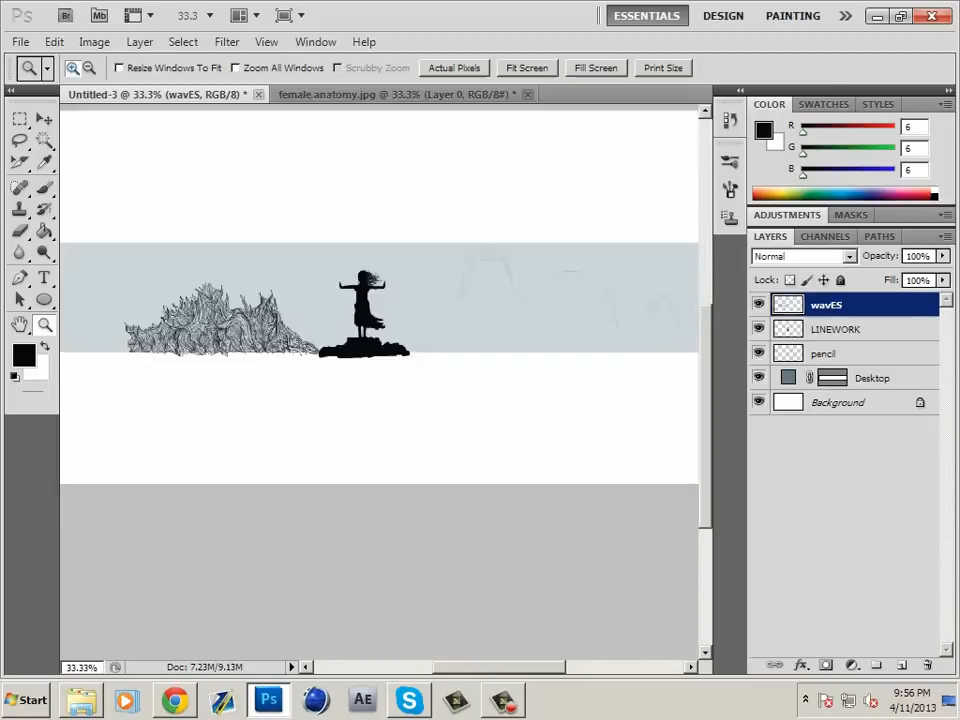 Ps Br Mb 33.3 ESSENTIALS DESIGN PAINTING
File Edit Image Layer Select Filter View Window Help
Resize Windows To Fit Zoom All Windows Scrubby Zoom Actual Pixels Fit Screen Fill Screen Print Size
Untitled-3 @ 33.3% (wavES, RGB/8) * female anatomy.jpg @ 33.3% (Layer 0, RGB/8#) *
COLOR SWATCHES STYLES
R 6
G 6
B 6
ADJUSTMENTS MASKS
LAYERS CHANNELS PATHS
Normal Opacity: 100%
Lock: Fill: 100%
wavES
LINEWORK
pencil
Desktop
Background
T
33.33% Doc: 7.23M/9.13M
fx
Start Ps AE S 9:56 PM
4/11/2013